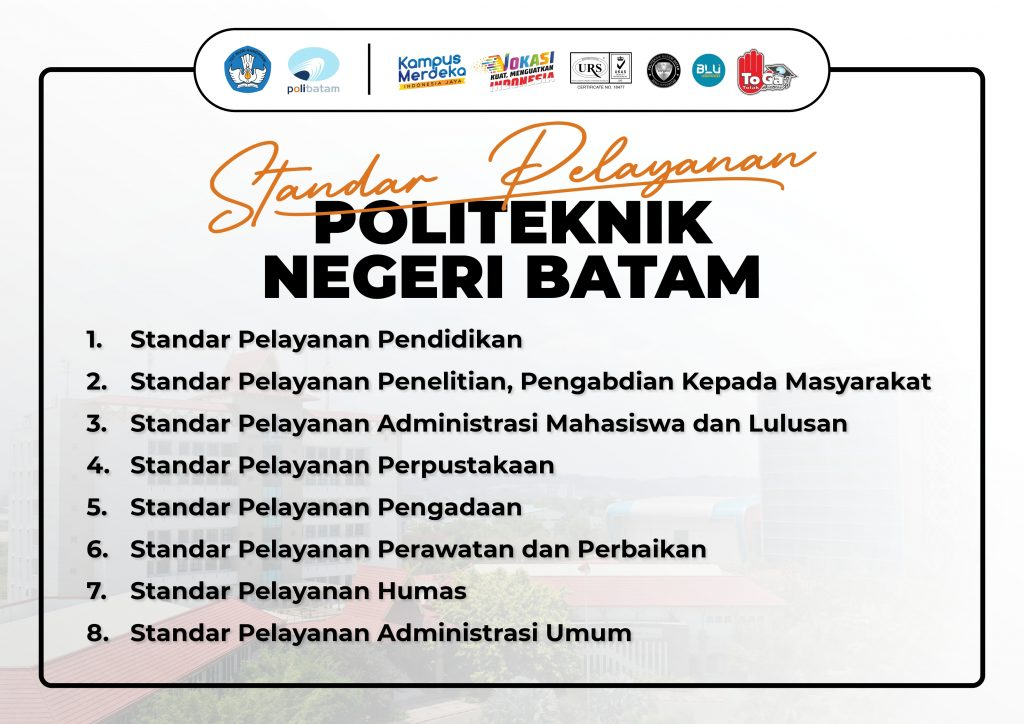 polibatam
Kampus
Merdeka
INDONESIA JAYA
VOKASI
KUAT, MENGUATKAN
INDONESIA
URS
UKAS
CERTIFICATE NO. 18477
BLU
ToGa
Tolak
Standar Pelayanan
POLITEKNIK
NEGERI BATAM
1. Standar Pelayanan Pendidikan
2. Standar Pelayanan Penelitian, Pengabdian Kepada Masyarakat
3. Standar Pelayanan Administrasi Mahasiswa dan Lulusan
4. Standar Pelayanan Perpustakaan
5. Standar Pelayanan Pengadaan
6. Standar Pelayanan Perawatan dan Perbaikan
7. Standar Pelayanan Humas
8. Standar Pelayanan Administrasi Umum